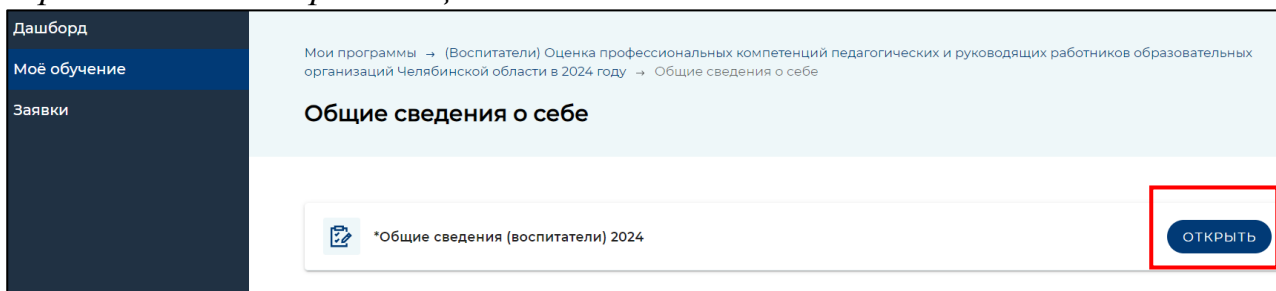 Дашборд
Моё обучение
Заявки
Мои программы → (Воспитатели) Оценка профессиональных компетенций педагогических и руководящих работников образовательных
организаций Челябинской области в 2024 году → Общие сведения о себе
Общие сведения о себе
*Общие сведения (воспитатели) 2024
ОТКРЫТЬ